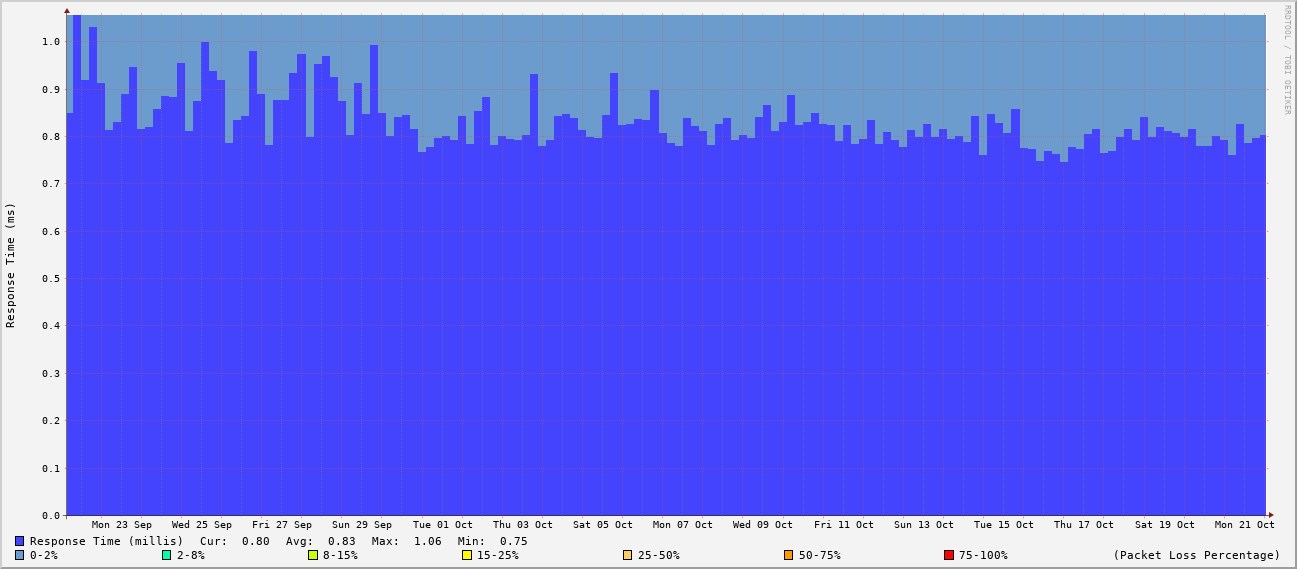 RRDTOOL / TOBI OETIKER
Response Time (ms)
1.0
0.9
0.8
0.7
0.6
0.5
0.4
0.3
0.2
0.1
0.0
Mon 23 Sep Wed 25 Sep Fri 27 Sep Sun 29 Sep Tue 01 Oct Thu 03 Oct Sat 05 Oct Mon 07 Oct Wed 09 Oct Fri 11 Oct Sun 13 Oct Tue 15 Oct Thu 17 Oct Sat 19 Oct Mon 21 Oct
Response Time (millis) Cur: 0.80 Avg: 0.83 Max: 1.06 Min: 0.75
0-2% 2-8% 8-15% 15-25% 25-50% 50-75% 75-100% (Packet Loss Percentage)